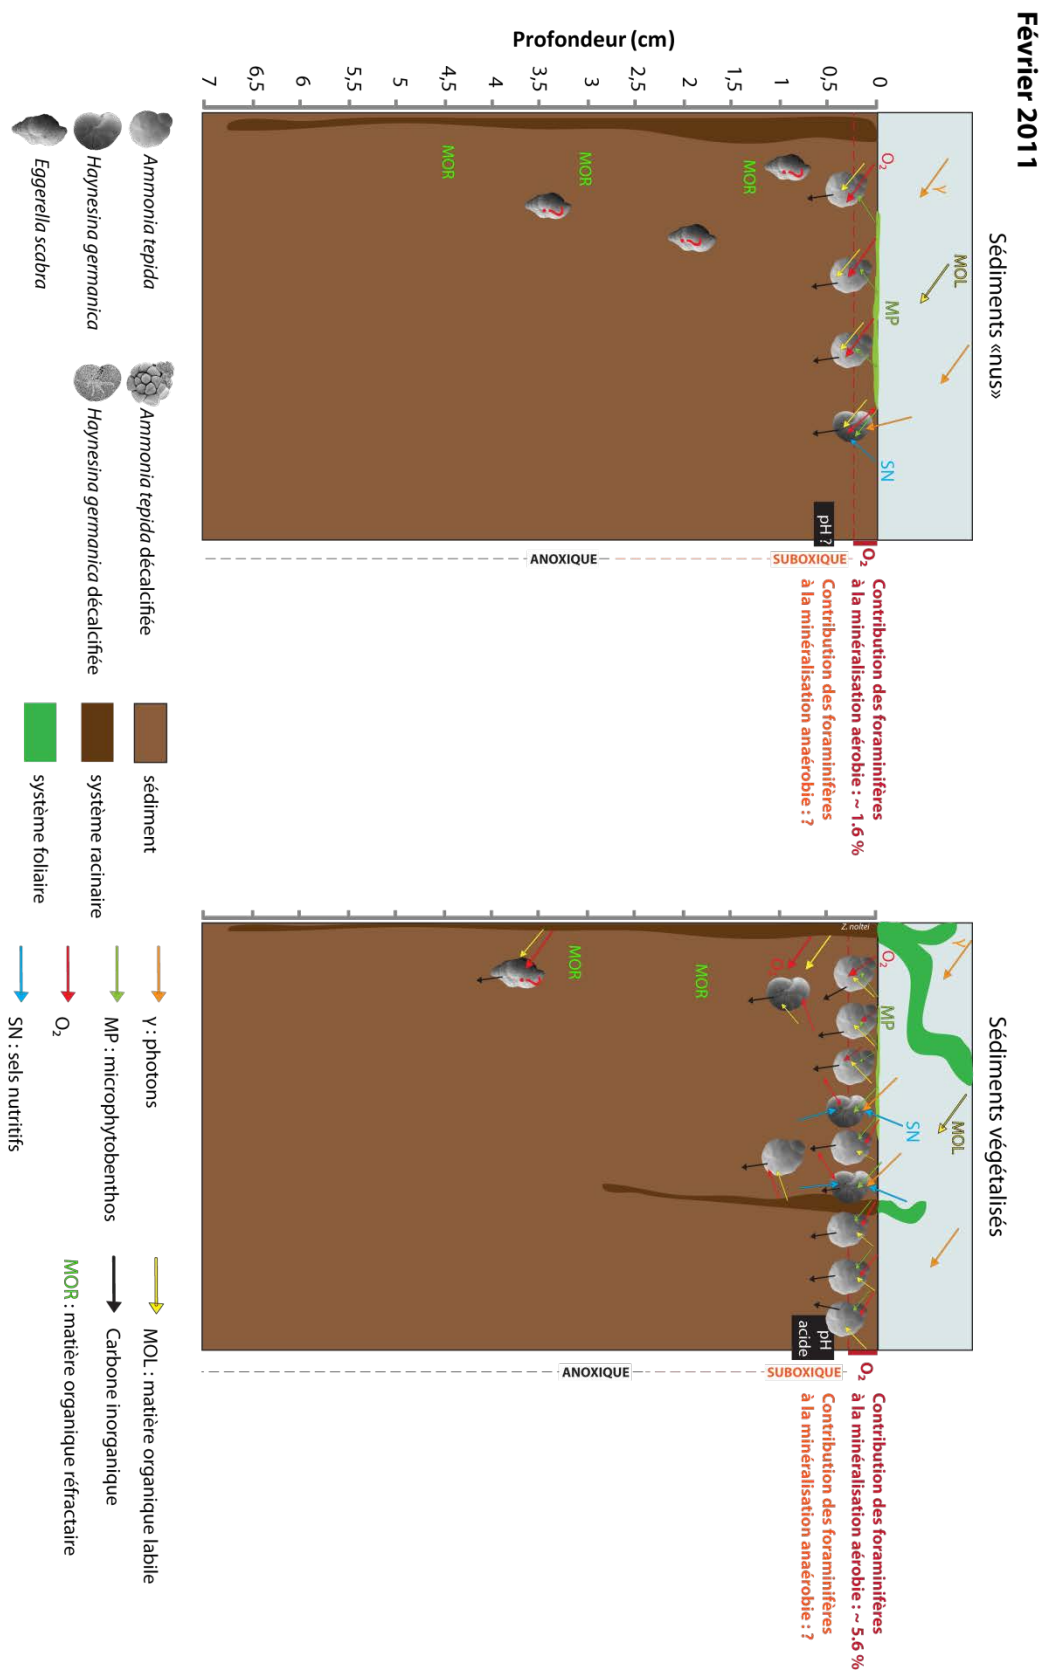 Février 2011
Sédiments «nus»
Profondeur (cm)
0
0,5
1
1,5
2
2,5
3
3,5
4
4,5
5
5,5
6
6,5
7
γ
MOL
O₂
MP
SN
MOR
MOR
MOR
?
?
?
pH ?
O₂
SUBOXIQUE
ANOXIQUE
Contribution des foraminifères
à la minéralisation aérobie : ~ 1.6 %
Contribution des foraminifères
à la minéralisation anaérobie : ?
Sédiments végétalisés
γ
MOL
Z. noltei
O₂
MP
SN
O₂
MOR
MOR
?
pH
acide
O₂
SUBOXIQUE
ANOXIQUE
Contribution des foraminifères
à la minéralisation aérobie : ~ 5.6 %
Contribution des foraminifères
à la minéralisation anaérobie : ?
Ammonia tepida
Haynesina germanica
Eggerella scabra
Ammonia tepida décalcifiée
Haynesina germanica décalcifiée
sédiment
système racinaire
système foliaire
γ : photons
MP : microphytobenthos
O₂
SN : sels nutritifs
MOL : matière organique labile
Carbone inorganique
MOR : matière organique réfractaire